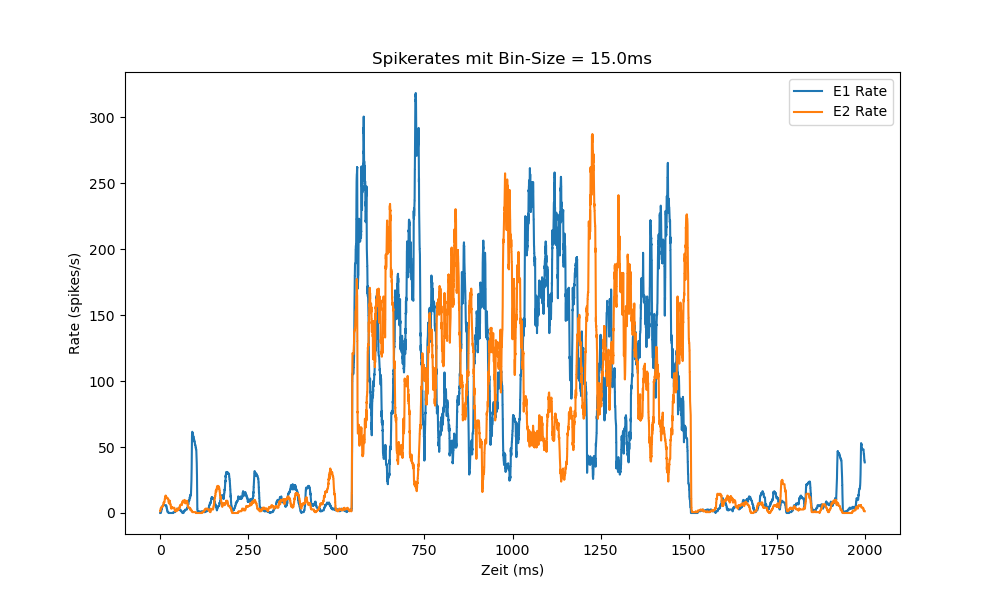 Spikerates mit Bin-Size = 15.0ms
E1 Rate
E2 Rate
Rate (spikes/s)
300
250
200
150
100
50
0
0 250 500 750 1000 1250 1500 1750 2000
Zeit (ms)